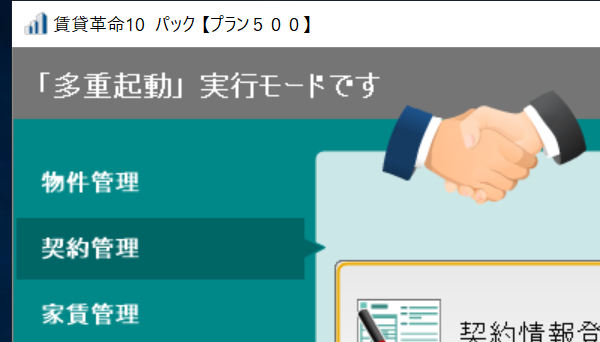 賃貸革命10 パック【プラン５００】
「多重起動」実行モードです
物件管理
契約管理
家賃管理
契約情報登